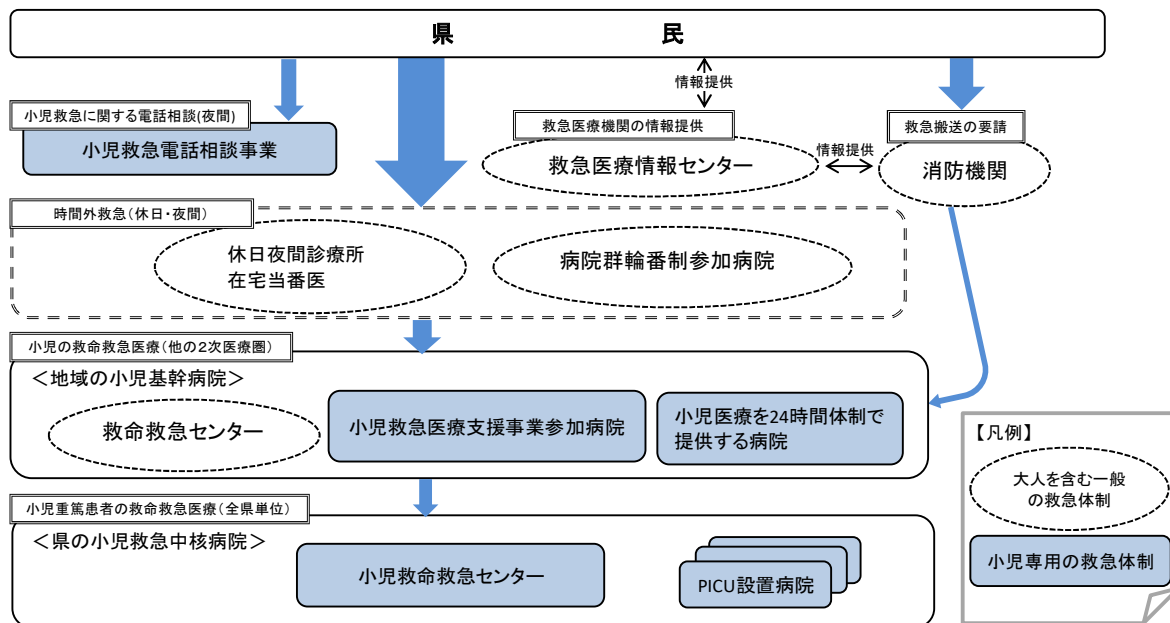 県　民
情報提供
小児救急に関する電話相談(夜間)
小児救急電話相談事業
救急医療機関の情報提供
救急医療情報センター
情報提供
救急搬送の要請
消防機関
時間外救急（休日・夜間）
休日夜間診療所
在宅当番医
病院群輪番制参加病院
小児の救命救急医療（他の２次医療圏）
＜地域の小児基幹病院＞
救命救急センター
小児救急医療支援事業参加病院
小児医療を24時間体制で
提供する病院
小児重篤患者の救命救急医療（全県単位）
＜県の小児救急中核病院＞
小児救命救急センター
PICU設置病院
【凡例】
大人を含む一般
の救急体制
小児専用の救急体制